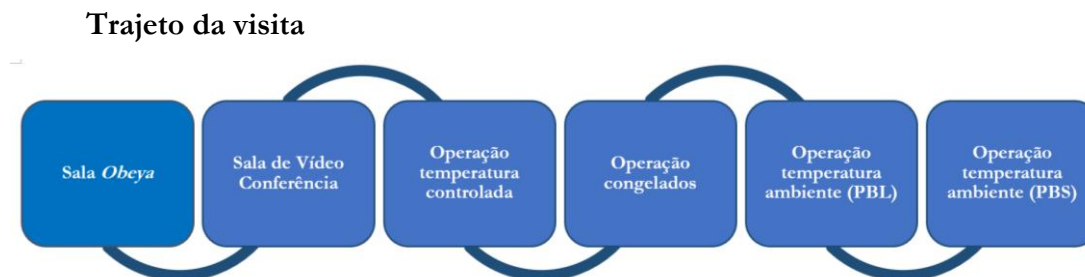 Trajeto da visita
Sala Obeya
Sala de Vídeo
Conferência
Operação
temperatura
controlada
Operação
congelados
Operação
temperatura
ambiente (PBL)
Operação
temperatura
ambiente (PBS)